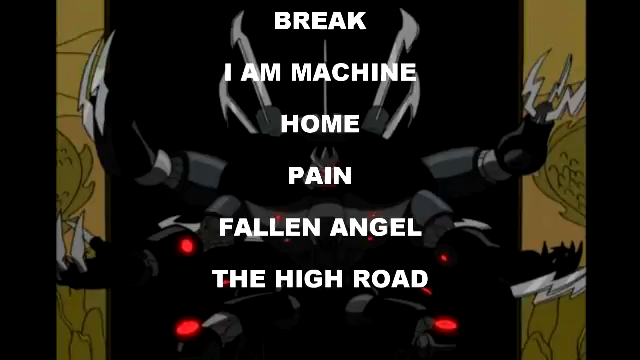 BREAK
I AM MACHINE
HOME
PAIN
FALLEN ANGEL
THE HIGH ROAD